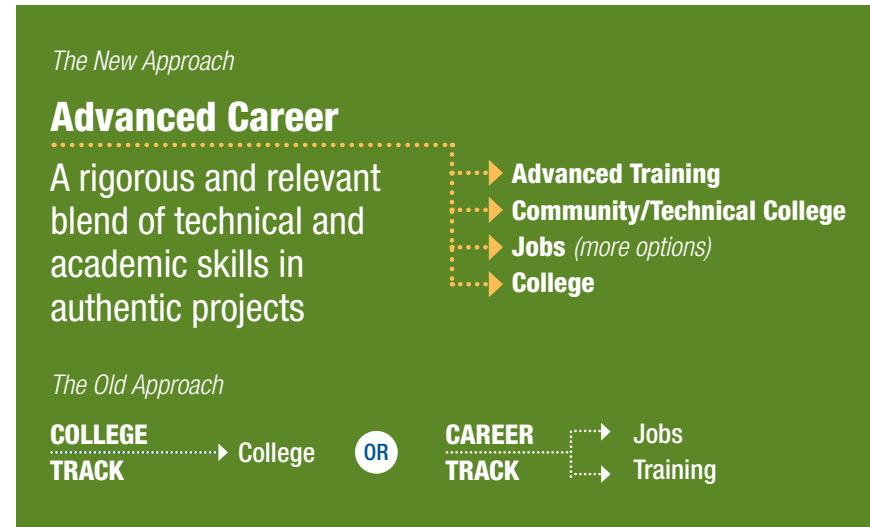 The New Approach
Advanced Career
A rigorous and relevant
blend of technical and
academic skills in
authentic projects
Advanced Training
Community/Technical College
Jobs (more options)
College
The Old Approach
COLLEGE
TRACK
College
OR
CAREER
TRACK
Jobs
Training